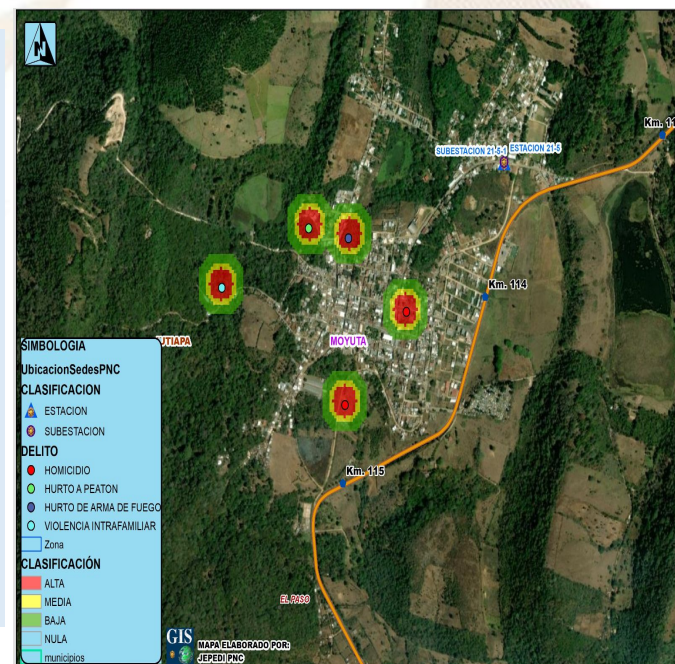 N
Km. 11
SUBESTACION 21-5-1
ESTACION 21-5
Km. 114
UTIAPA
MOYUTA
Km. 115
EL PASO
SIMBOLOGIA
UbicacionSedesPNC
CLASIFICACION
ESTACION
SUBESTACION
DELITO
HOMICIDIO
HURTO A PEATON
HURTO DE ARMA DE FUEGO
VIOLENCIA INTRAFAMILIAR
Zona
CLASIFICACIÓN
ALTA
MEDIA
BAJA
NULA
municipios
GIS
MAPA ELABORADO POR:
JEPEDI PNC